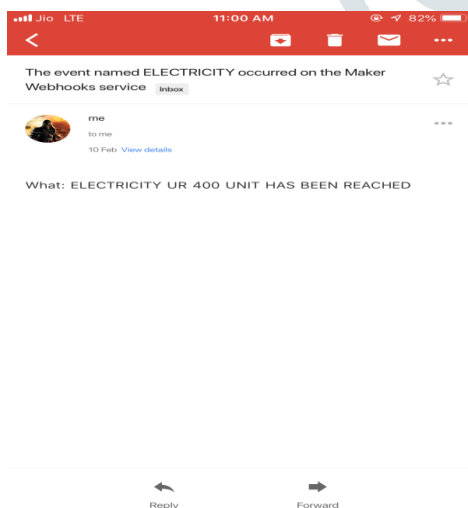 Jio LTE 11:00 AM 82%
The event named ELECTRICITY occurred on the Maker
Webhooks service Inbox
me
to me
10 Feb View details
What: ELECTRICITY UR 400 UNIT HAS BEEN REACHED
Reply Forward